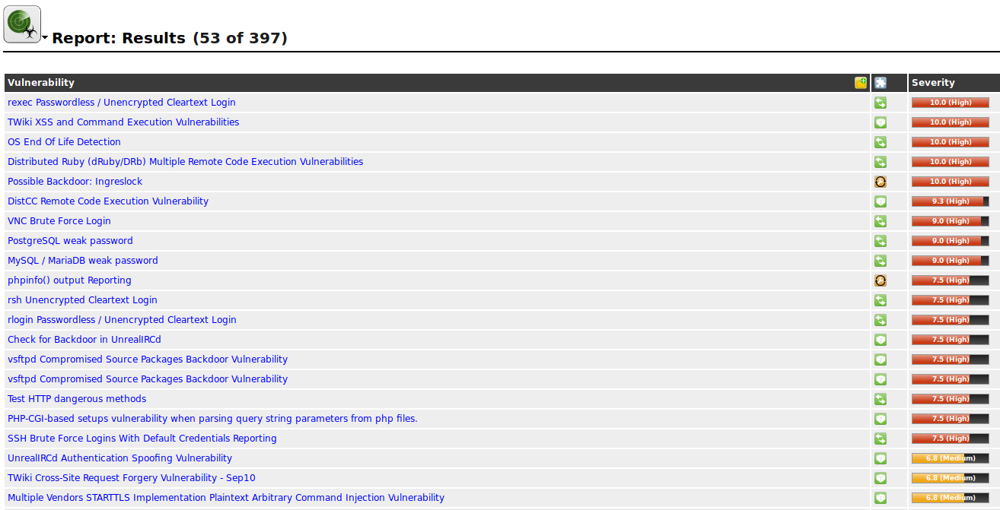 Report: Results (53 of 397)
Vulnerability Severity
rexec Passwordless / Unencrypted Cleartext Login 10.0 (High)
TWiki XSS and Command Execution Vulnerabilities 10.0 (High)
OS End Of Life Detection 10.0 (High)
Distributed Ruby (dRuby/DRb) Multiple Remote Code Execution Vulnerabilities 10.0 (High)
Possible Backdoor: Ingreslock 10.0 (High)
DistCC Remote Code Execution Vulnerability 9.3 (High)
VNC Brute Force Login 9.0 (High)
PostgreSQL weak password 9.0 (High)
MySQL / MariaDB weak password 9.0 (High)
phpinfo() output Reporting 7.5 (High)
rsh Unencrypted Cleartext Login 7.5 (High)
rlogin Passwordless / Unencrypted Cleartext Login 7.5 (High)
Check for Backdoor in UnrealIRCd 7.5 (High)
vsftpd Compromised Source Packages Backdoor Vulnerability 7.5 (High)
vsftpd Compromised Source Packages Backdoor Vulnerability 7.5 (High)
Test HTTP dangerous methods 7.5 (High)
PHP-CGI-based setups vulnerability when parsing query string parameters from php files. 7.5 (High)
SSH Brute Force Logins With Default Credentials Reporting 7.5 (High)
UnrealIRCd Authentication Spoofing Vulnerability 6.8 (Medium)
TWiki Cross-Site Request Forgery Vulnerability - Sep10 6.8 (Medium)
Multiple Vendors STARTTLS Implementation Plaintext Arbitrary Command Injection Vulnerability 6.8 (Medium)